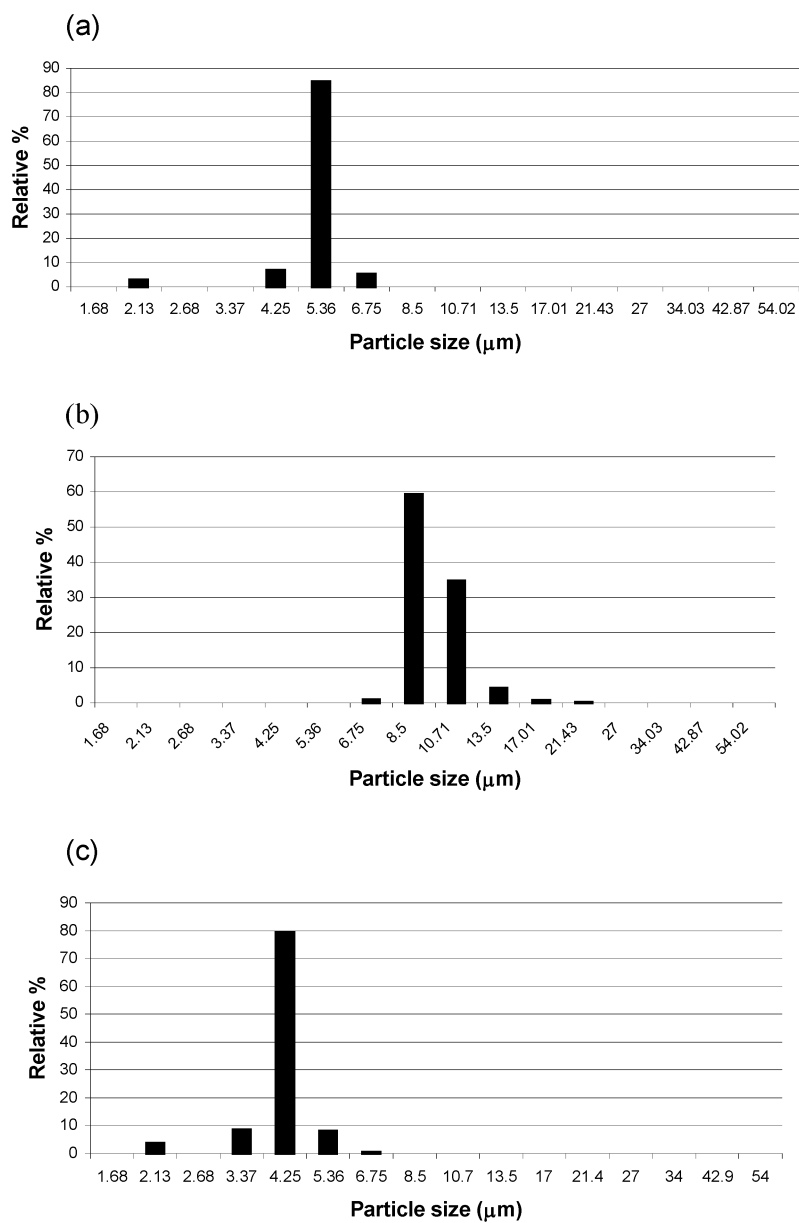 (a)
90
80
70
60
50
40
30
20
10
0
Relative %
1.68 2.13 2.68 3.37 4.25 5.36 6.75 8.5 10.71 13.5 17.01 21.43 27 34.03 42.87 54.02
Particle size (μm)
(b)
70
60
50
40
30
20
10
0
Relative %
1.68 2.13 2.68 3.37 4.25 5.36 6.75 8.5 10.71 13.5 17.01 21.43 27 34.03 42.87 54.02
Particle size (μm)
(c)
90
80
70
60
50
40
30
20
10
0
Relative %
1.68 2.13 2.68 3.37 4.25 5.36 6.75 8.5 10.7 13.5 17 21.4 27 34 42.9 54
Particle size (μm)